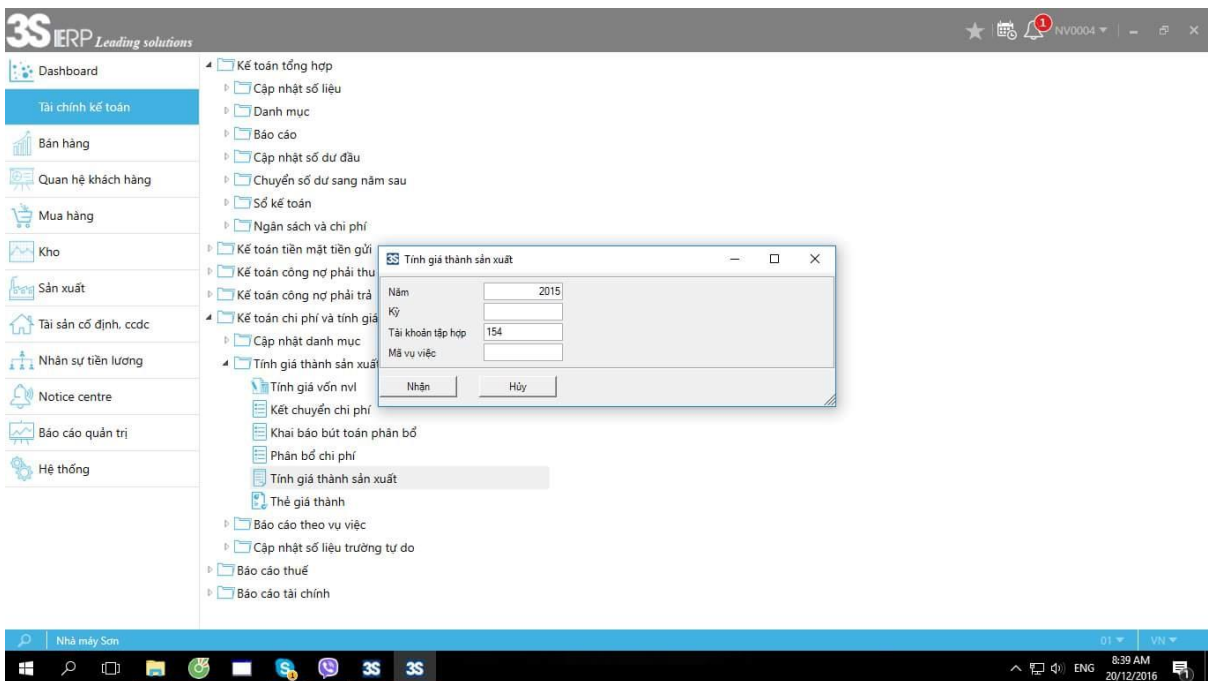 3S ERP Leading solutions
1
NV0004
Dashboard
Tài chính kế toán
Bán hàng
Quan hệ khách hàng
Mua hàng
Kho
Sản xuất
Tài sản cố định, ccdc
Nhân sự tiền lương
Notice centre
Báo cáo quản trị
Hệ thống
Kế toán tổng hợp
Cập nhật số liệu
Danh mục
Báo cáo
Cập nhật số dư đầu
Chuyển số dư sang năm sau
Sổ kế toán
Ngân sách và chi phí
Kế toán tiền mặt tiền gửi
Kế toán công nợ phải thu
Kế toán công nợ phải trả
Kế toán chi phí và tính giá
Cập nhật danh mục
Tính giá thành sản xuất
Tính giá vốn nvl
Kết chuyển chi phí
Khai báo bút toán phân bổ
Phân bổ chi phí
Tính giá thành sản xuất
Thẻ giá thành
Báo cáo theo vụ việc
Cập nhật số liệu trường tự do
Báo cáo thuế
Báo cáo tài chính
3S Tính giá thành sản xuất
Năm 2015
Kỳ
Tài khoản tập hợp 154
Mã vụ việc
Nhận Hủy
Nhà máy Sơn 01 VN
3S 3S ENG 8:39 AM
20/12/2016